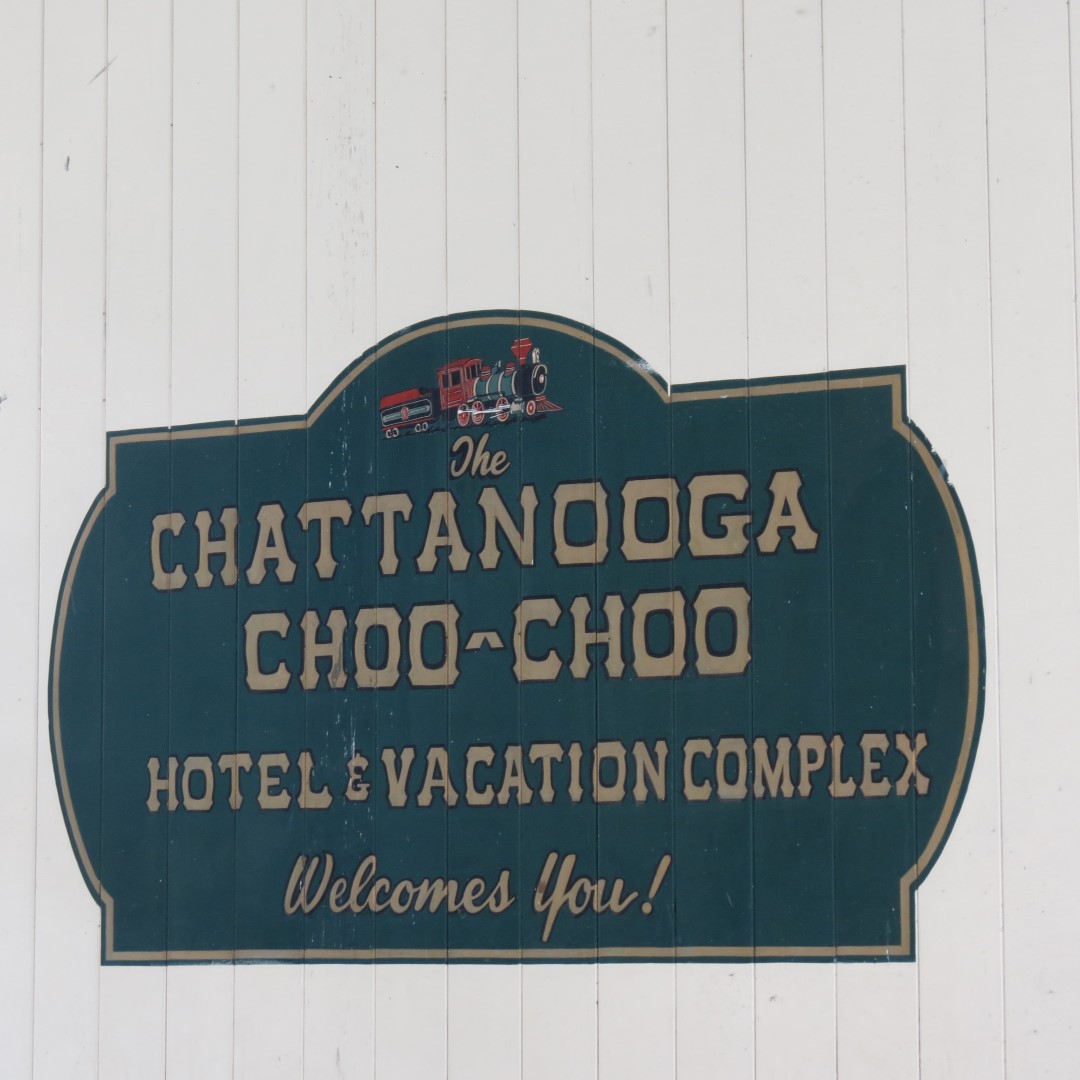 The
CHATTANOOGA
CHOO-CHOO
HOTEL & VACATION COMPLEX
Welcomes You!